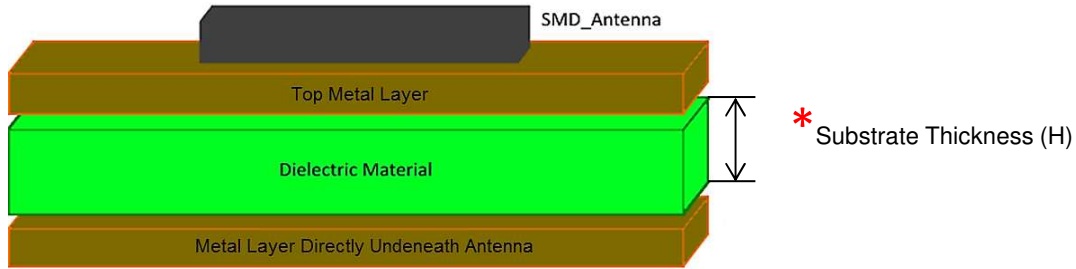 SMD_Antenna
Top Metal Layer
* Substrate Thickness (H)
Dielectric Material
Metal Layer Directly Undeneath Antenna